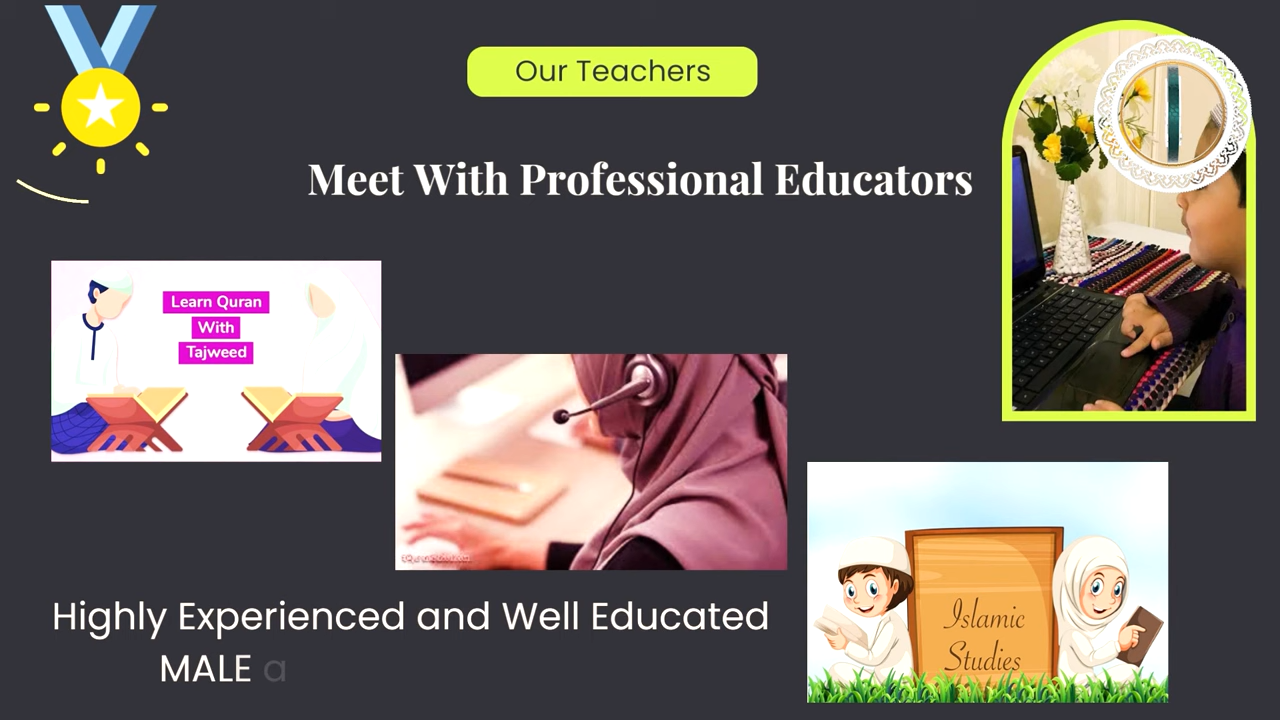 Our Teachers
Meet With Professional Educators
Learn Quran
With
Tajweed
Islamic
Studies
Highly Experienced and Well Educated
MALE a